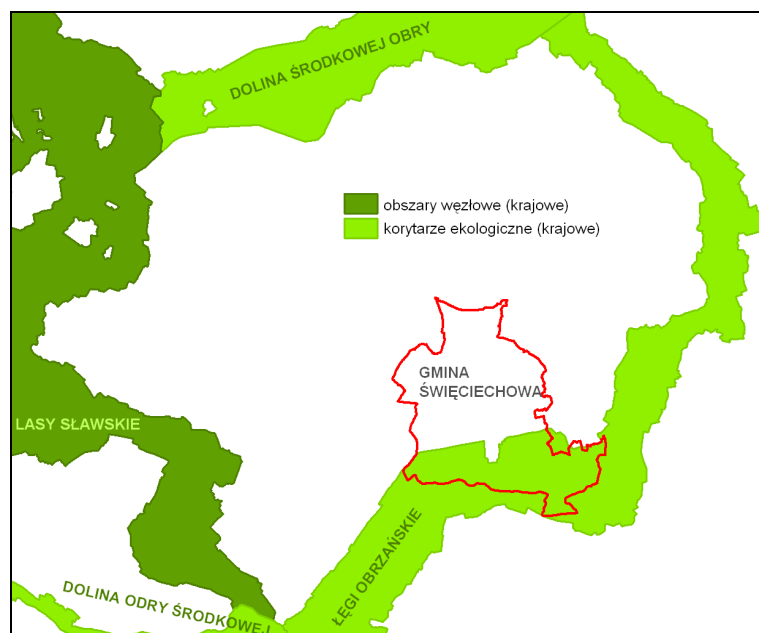 DOLINA ŚRODKOWEJ OBRY
obszary węzłowe (krajowe)
korytarze ekologiczne (krajowe)
GMINA
ŚWIĘCIECHOWA
LASY SŁAWSKIE
ŁĘGI OBRZAŃSKIE
DOLINA ODRY ŚRODKOWEJ